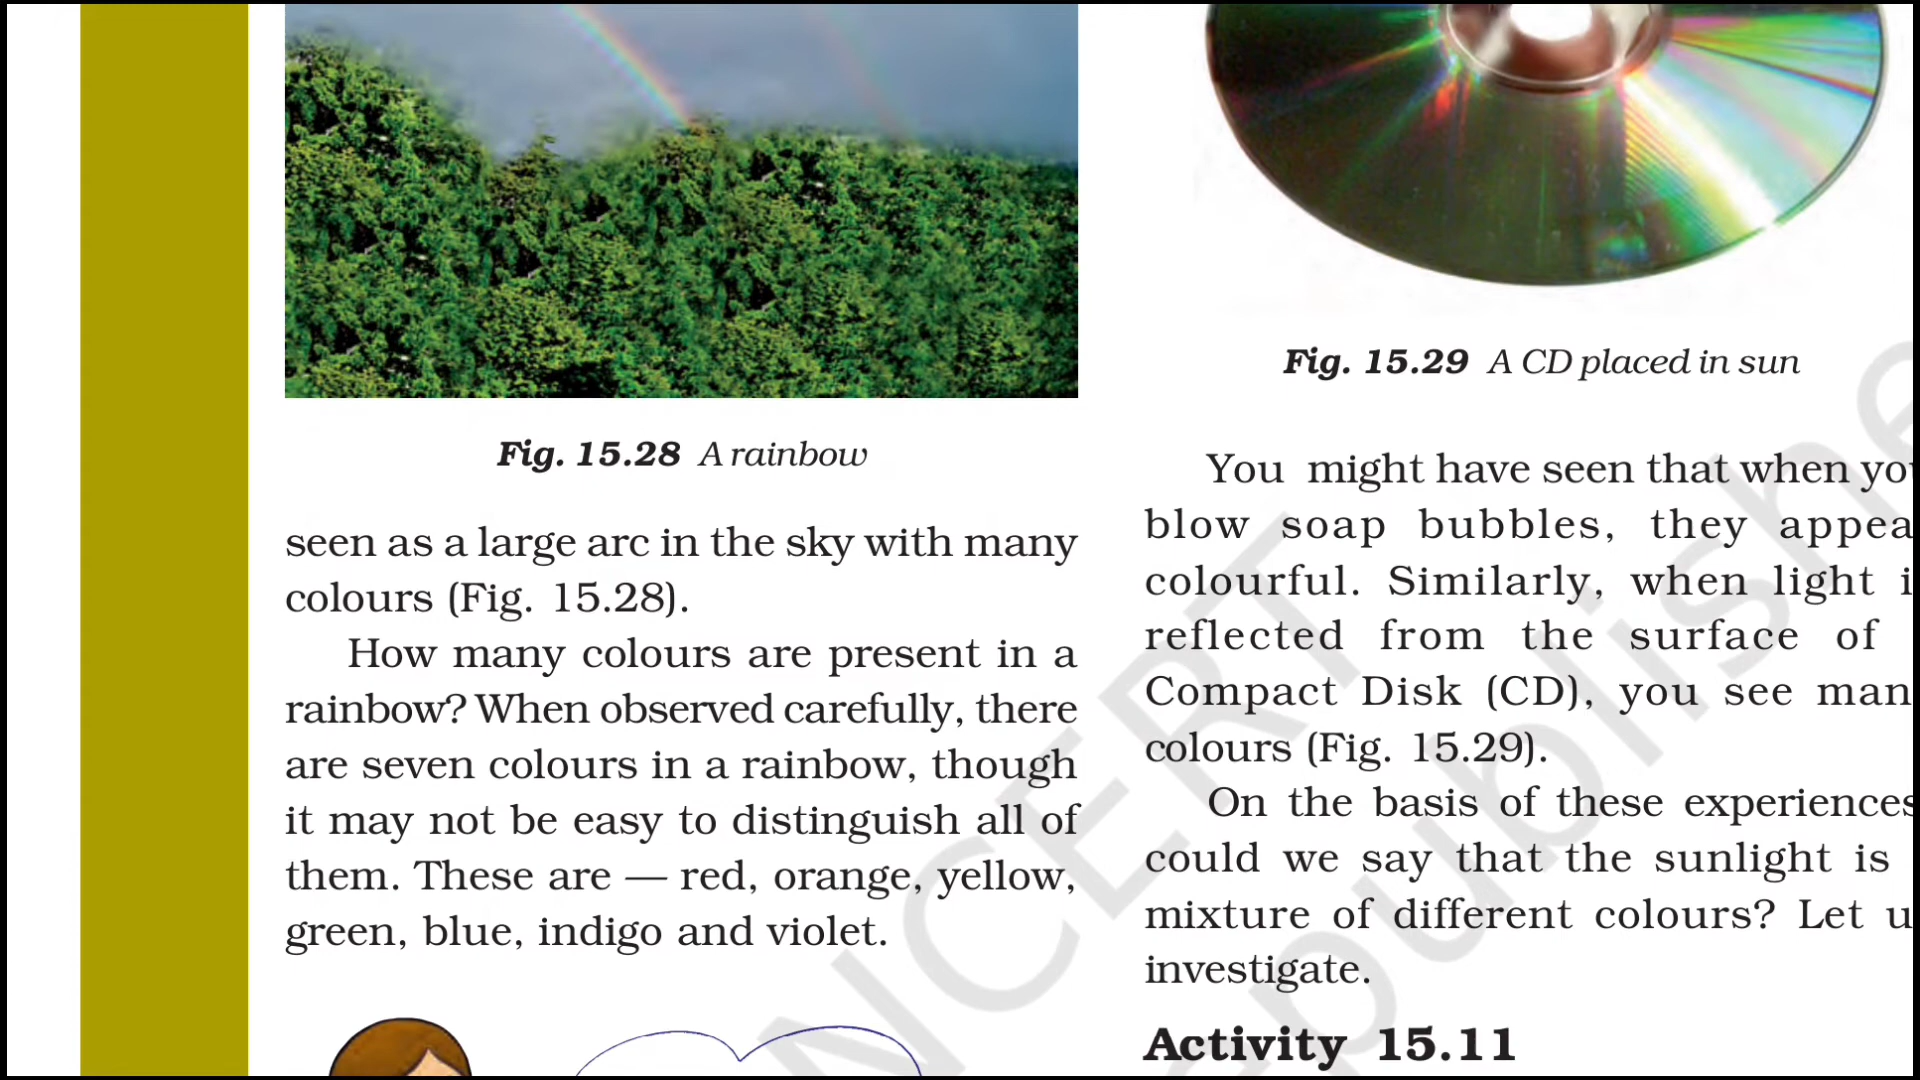 Fig. 15.28 A rainbow
seen as a large arc in the sky with many
colours (Fig. 15.28).
How many colours are present in a
rainbow? When observed carefully, there
are seven colours in a rainbow, though
it may not be easy to distinguish all of
them. These are — red, orange, yellow,
green, blue, indigo and violet.
Fig. 15.29 A CD placed in sun
You might have seen that when
blow soap bubbles, they
colourful. Similarly, when light
reflected from the surface of
Compact Disk (CD), you see
colours (Fig. 15.29).
On the basis of these experiences
could we say that the sunlight is
mixture of different colours? Let
investigate.
Activity 15.11
NCERT